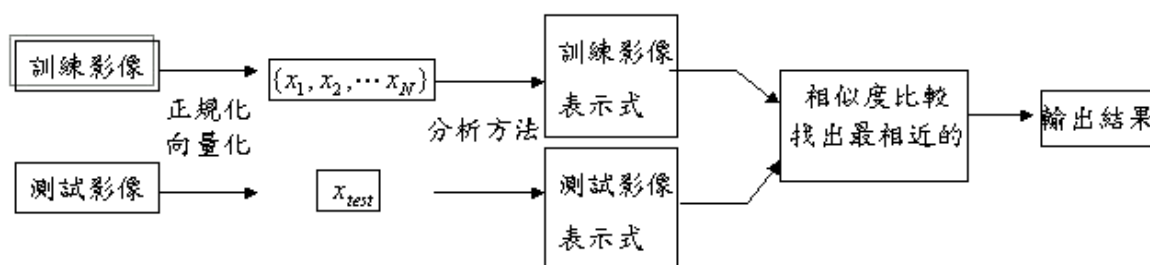 訓練影像
正規化
向量化
{x₁, x₂, ⋯ x_N}
分析方法
訓練影像
表示式
測試影像
x_test
測試影像
表示式
相似度比較
找出最相近的
輸出結果